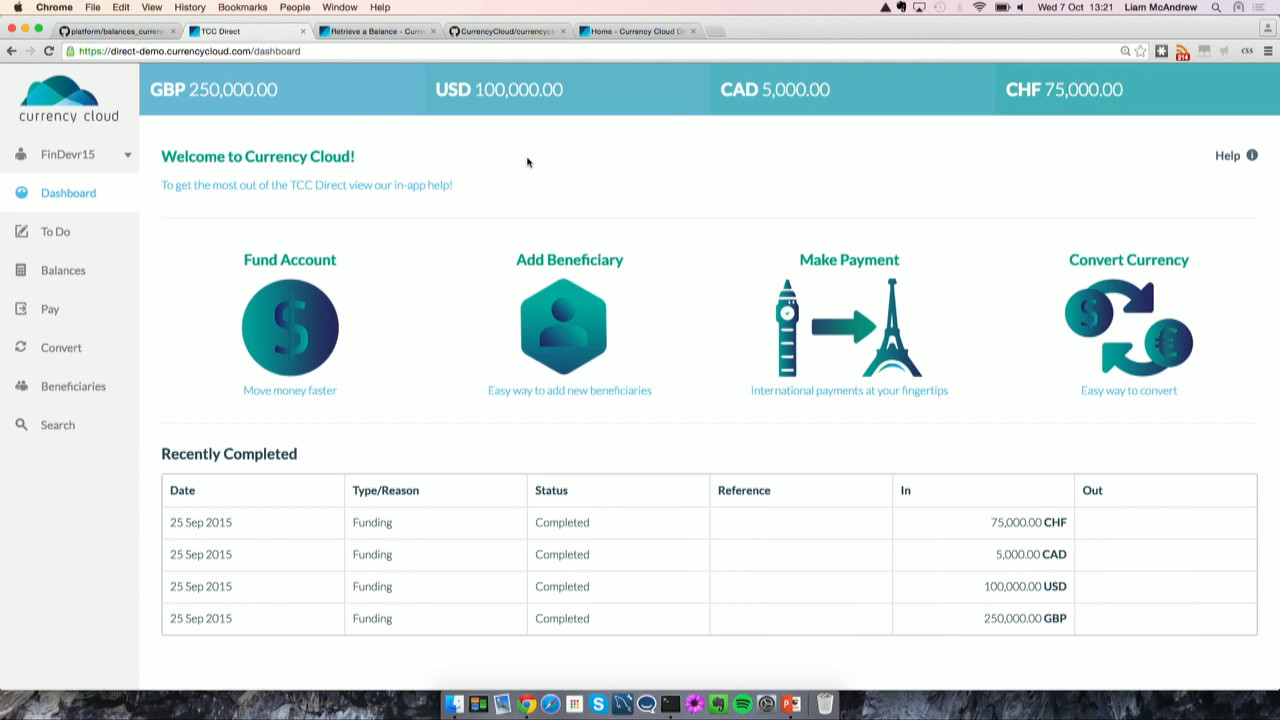 Chrome File Edit View History Bookmarks People Window Help Wed 7 Oct 13:21 Liam McAndrew
platform/balances_curren TCC Direct Retrieve a Balance - Curr CurrencyCloud/currencyc Home - Currency Cloud D
https://direct-demo.currencycloud.com/dashboard css
GBP 250,000.00 USD 100,000.00 CAD 5,000.00 CHF 75,000.00
currency cloud
FinDevr15
Dashboard
To Do
Balances
Pay
Convert
Beneficiaries
Search
Welcome to Currency Cloud! Help
To get the most out of the TCC Direct view our in-app help!
Fund Account Add Beneficiary Make Payment Convert Currency
Move money faster Easy way to add new beneficiaries International payments at your fingertips Easy way to convert
Recently Completed
Date Type/Reason Status Reference In Out
25 Sep 2015 Funding Completed 75,000.00 CHF
25 Sep 2015 Funding Completed 5,000.00 CAD
25 Sep 2015 Funding Completed 100,000.00 USD
25 Sep 2015 Funding Completed 250,000.00 GBP